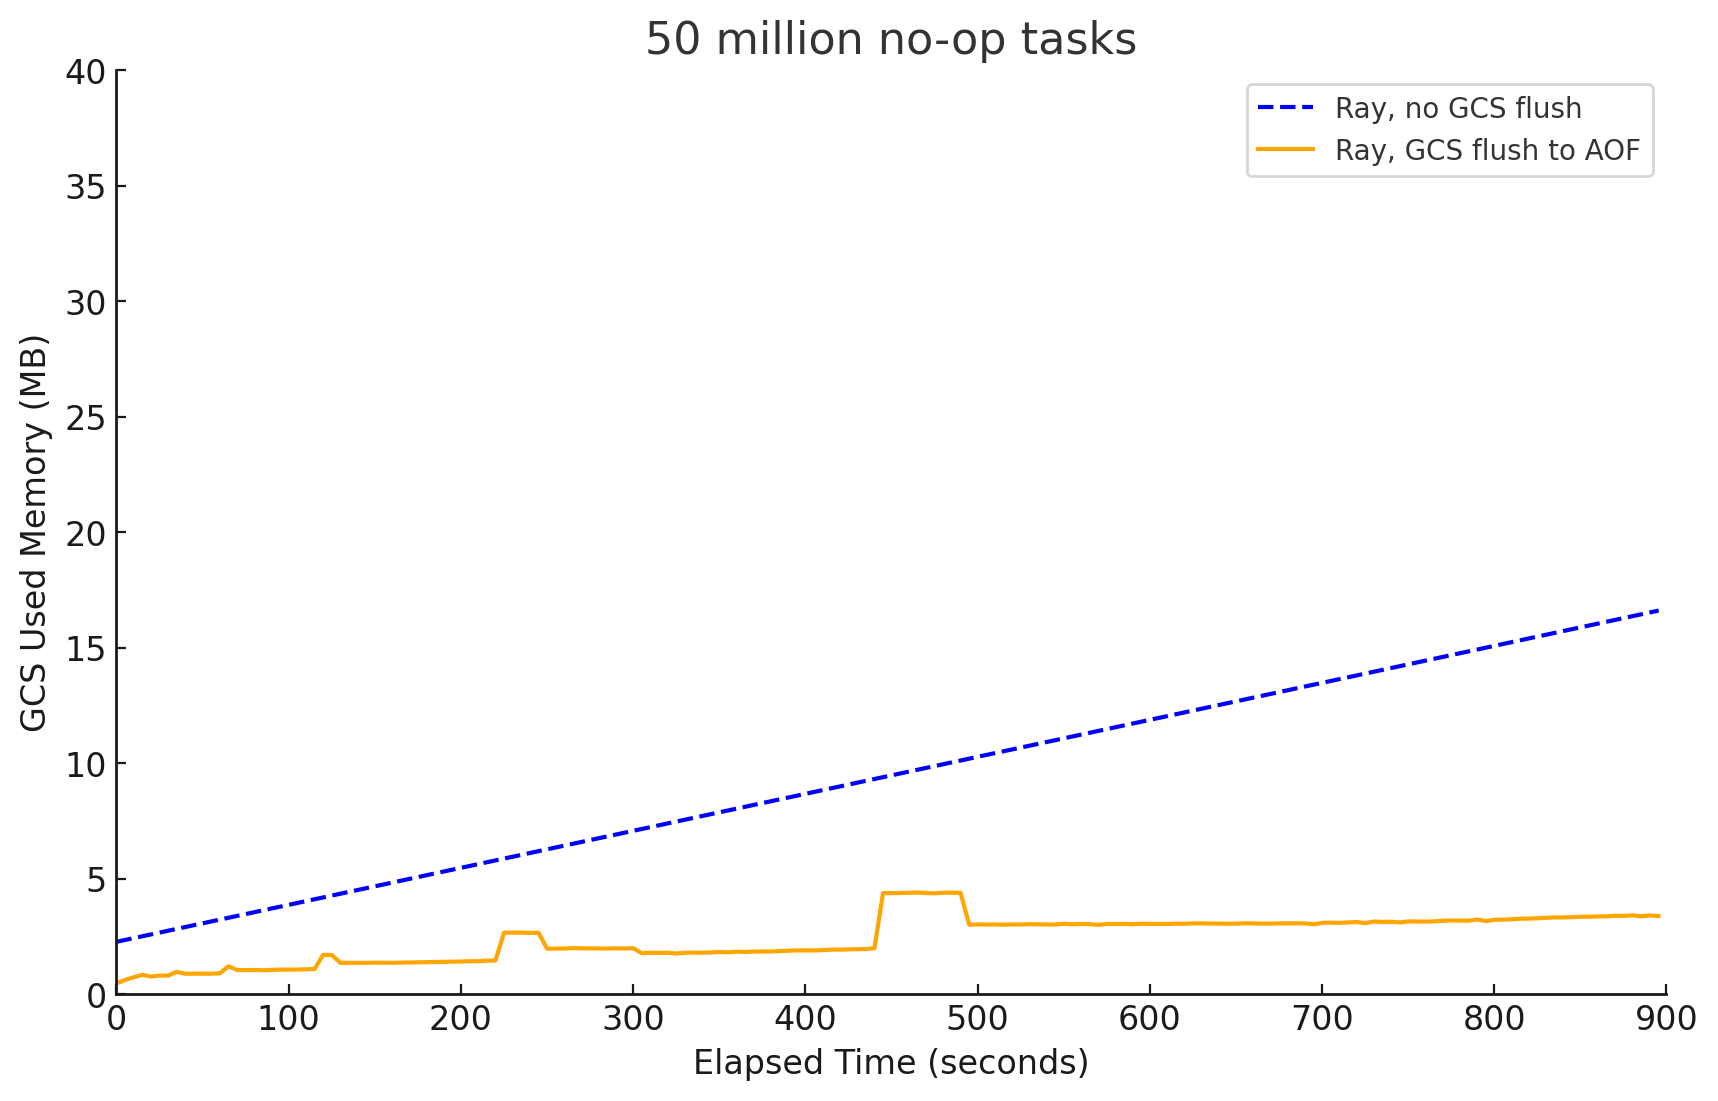 50 million no-op tasks
Ray, no GCS flush
Ray, GCS flush to AOF
GCS Used Memory (MB)
40
35
30
25
20
15
10
5
0
0 100 200 300 400 500 600 700 800 900
Elapsed Time (seconds)